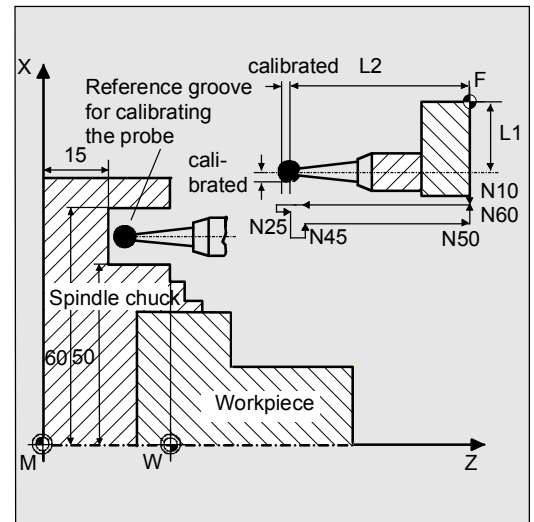 X
Reference groove
for calibrating
the probe
15
cali-
brated
calibrated
L2
F
L1
N10
N60
N25
N45
N50
Spindle chuck
60
50
Workpiece
M
W
Z